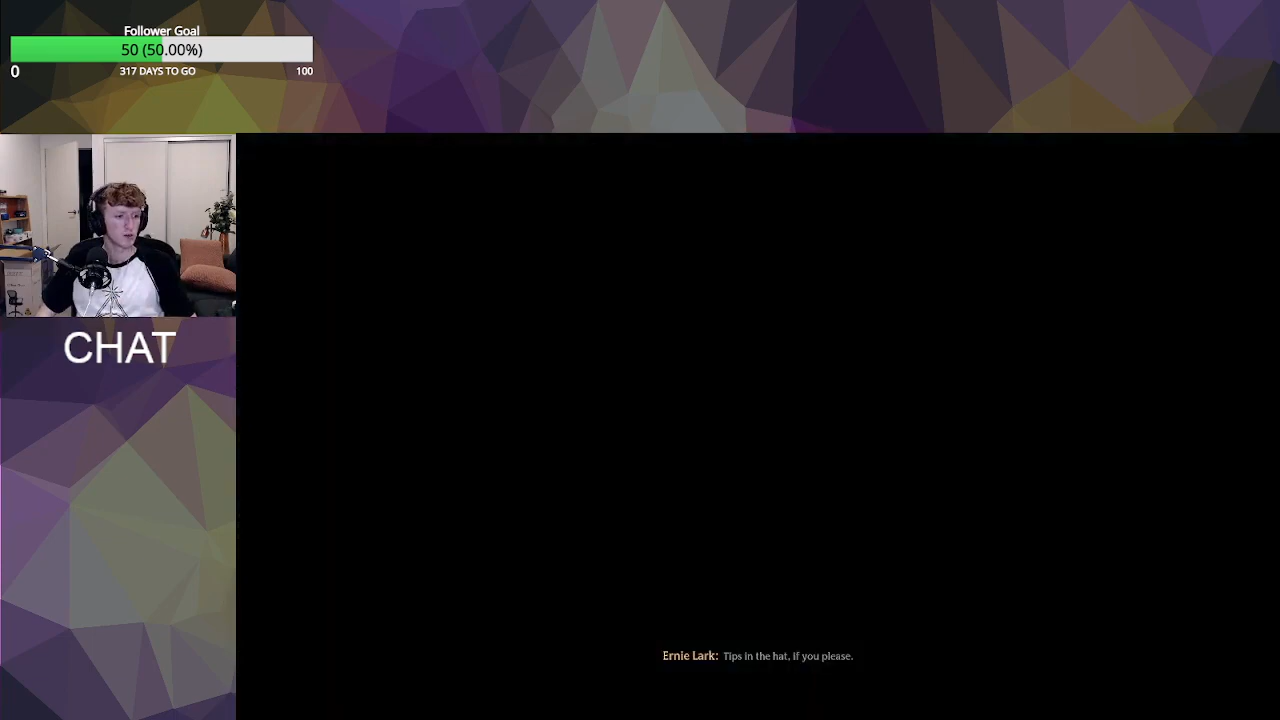 Follower Goal
50 (50.00%)
0 317 DAYS TO GO 100
CHAT
Ernie Lark: Tips in the hat, if you please.